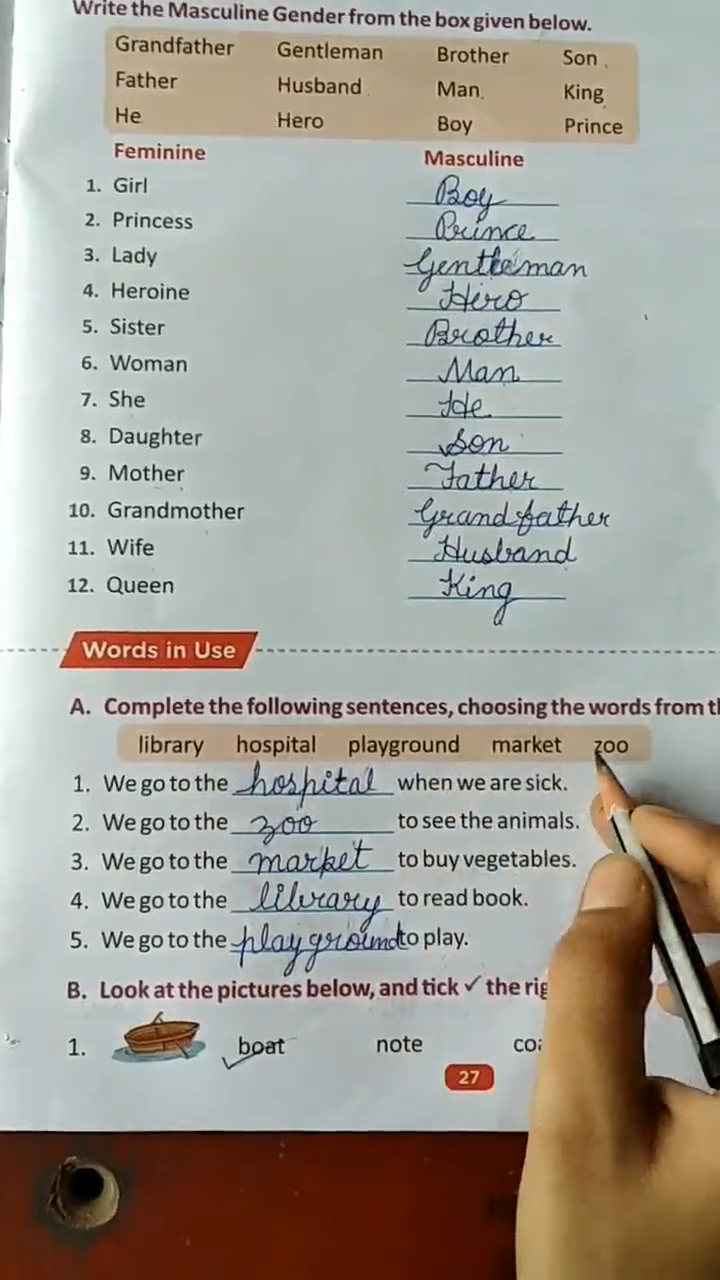 Write the Masculine Gender from the box given below.
Grandfather Gentleman Brother Son
Father Husband Man King
He Hero Boy Prince
Feminine Masculine
1. Girl Boy
2. Princess Prince
3. Lady Gentleman
4. Heroine Hero
5. Sister Brother
6. Woman Man
7. She He
8. Daughter Son
9. Mother Father
10. Grandmother Grandfather
11. Wife Husband
12. Queen King
Words in Use
A. Complete the following sentences, choosing the words from
library hospital playground market zoo
1. We go to the hospital when we are sick.
2. We go to the zoo to see the animals.
3. We go to the market to buy vegetables.
4. We go to the library to read book.
5. We go to the playground to play.
B. Look at the pictures below, and tick ✓ the
1. boat note
27